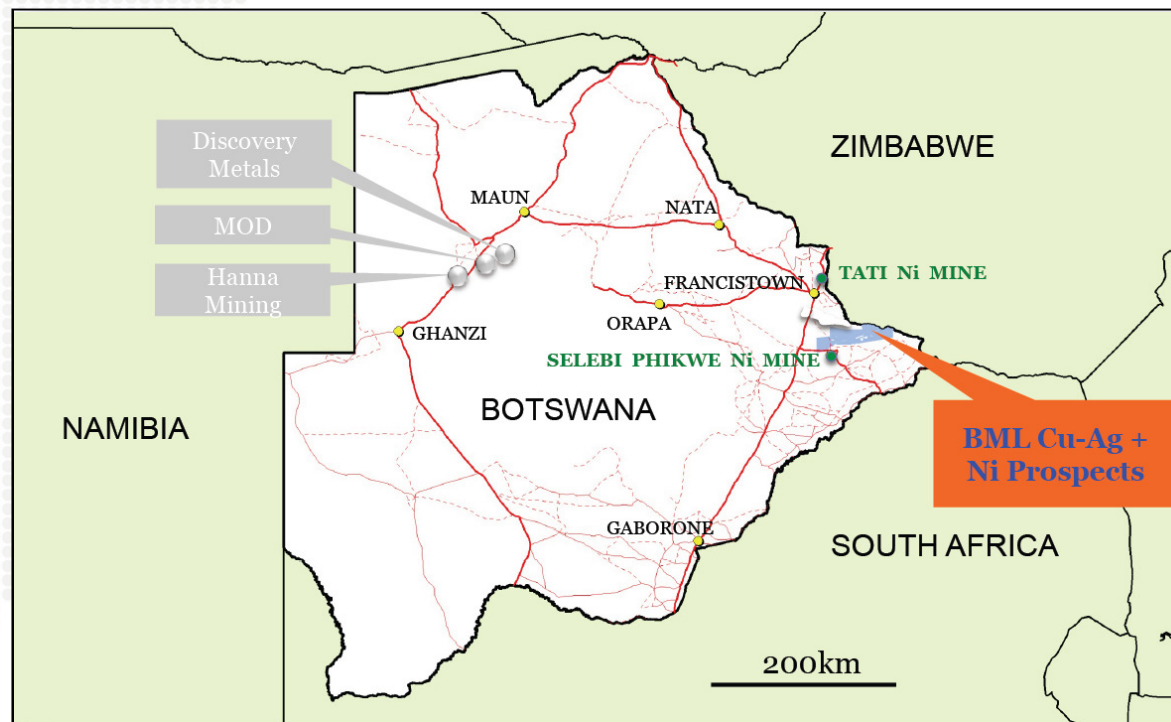 Discovery
Metals
ZIMBABWE
MAUN
NATA
MOD
TATI Ni MINE
Hanna
Mining
FRANCISTOWN
ORAPA
GHANZI
SELEBI PHIKWE Ni MINE
BOTSWANA
NAMIBIA
BML Cu-Ag +
Ni Prospects
GABORONE
SOUTH AFRICA
200km